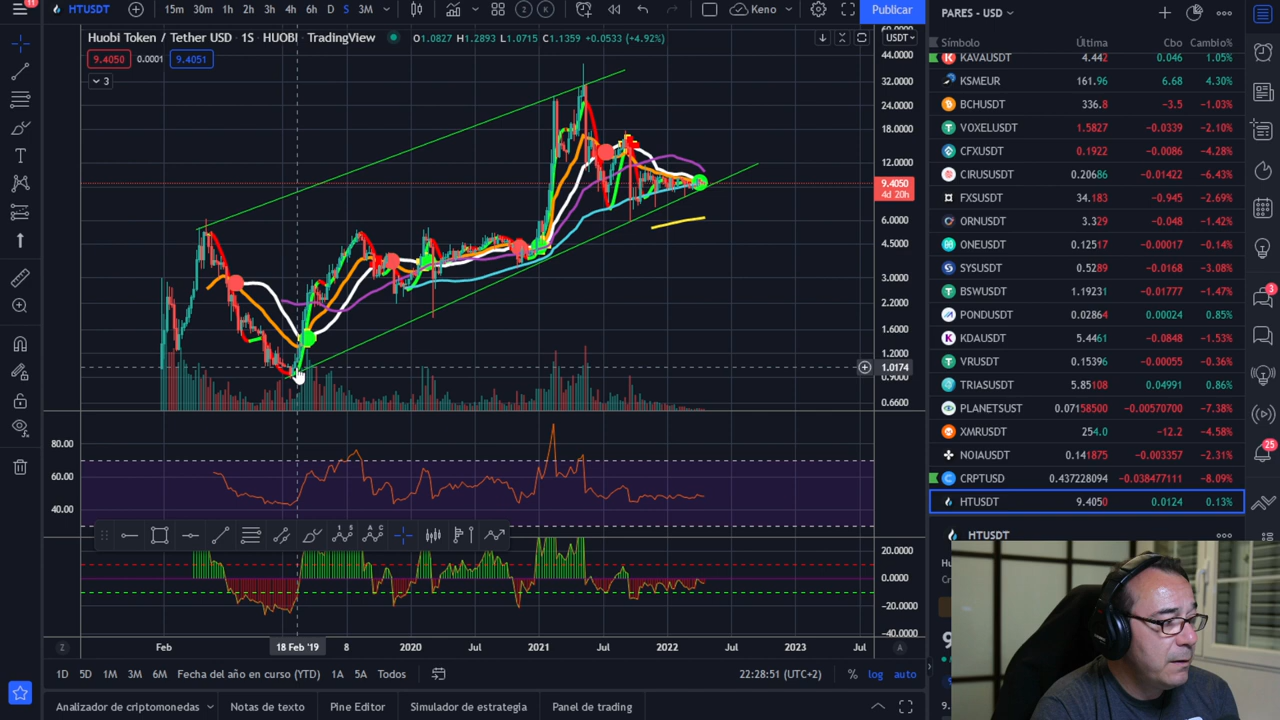 11
HTUSDT
15m 30m 1h 2h 3h 4h 6h D S 3M
2 K
Keno
Publicar
Huobi Token / Tether USD · 1S · HUOBI · TradingView
O1.0827 H1.2893 L1.0715 C1.1359 +0.0533 (+4.92%)
USDT
9.4050 0.0001 9.4051
3
44.0000
32.0000
24.0000
18.0000
12.0000
9.4050
4d 20h
6.0000
4.5000
3.0000
2.2000
1.6000
1.2000
1.0174
0.9000
0.6600
80.00
60.00
40.00
20.0000
0.0000
−20.0000
−40.0000
Z
Feb
18 Feb '19
8
2020
Jul
2021
Jul
2022
Jul
2023
Jul
A
1D 5D 1M 3M 6M Fecha del año en curso (YTD) 1A 5A Todos
22:28:51 (UTC+2)
% log auto
Analizador de criptomonedas
Notas de texto
Pine Editor
Simulador de estrategia
Panel de trading
PARES - USD
Símbolo Última Cbo Cambio%
KAVAUSDT 4.442 0.046 1.05%
KSMEUR 161.96 6.68 4.30%
BCHUSDT 336.8 −3.5 −1.03%
VOXELUSDT 1.5827 −0.0339 −2.10%
CFXUSDT 0.1922 −0.0086 −4.28%
CIRUSUSDT 0.20686 −0.01422 −6.43%
FXSUSDT 34.183 −0.945 −2.69%
ORNUSDT 3.329 −0.048 −1.42%
ONEUSDT 0.12517 −0.00017 −0.14%
SYSUSDT 0.5289 −0.0168 −3.08%
BSWUSDT 1.19231 −0.01777 −1.47%
PONDUSDT 0.02864 0.00024 0.85%
KDAUSDT 5.4461 −0.0443 −0.81%
VRUSDT 0.15396 −0.00055 −0.36%
TRIASUSDT 5.85108 0.04991 0.86%
PLANETSUST 0.07158500 −0.00570700 −7.38%
XMRUSDT 254.0 −12.2 −4.58%
NOIAUSDT 0.141875 −0.003357 −2.31%
CRPTUSD 0.437228094 −0.038477111 −8.09%
HTUSDT 9.4050 0.0124 0.13%
HTUSDT
3
25